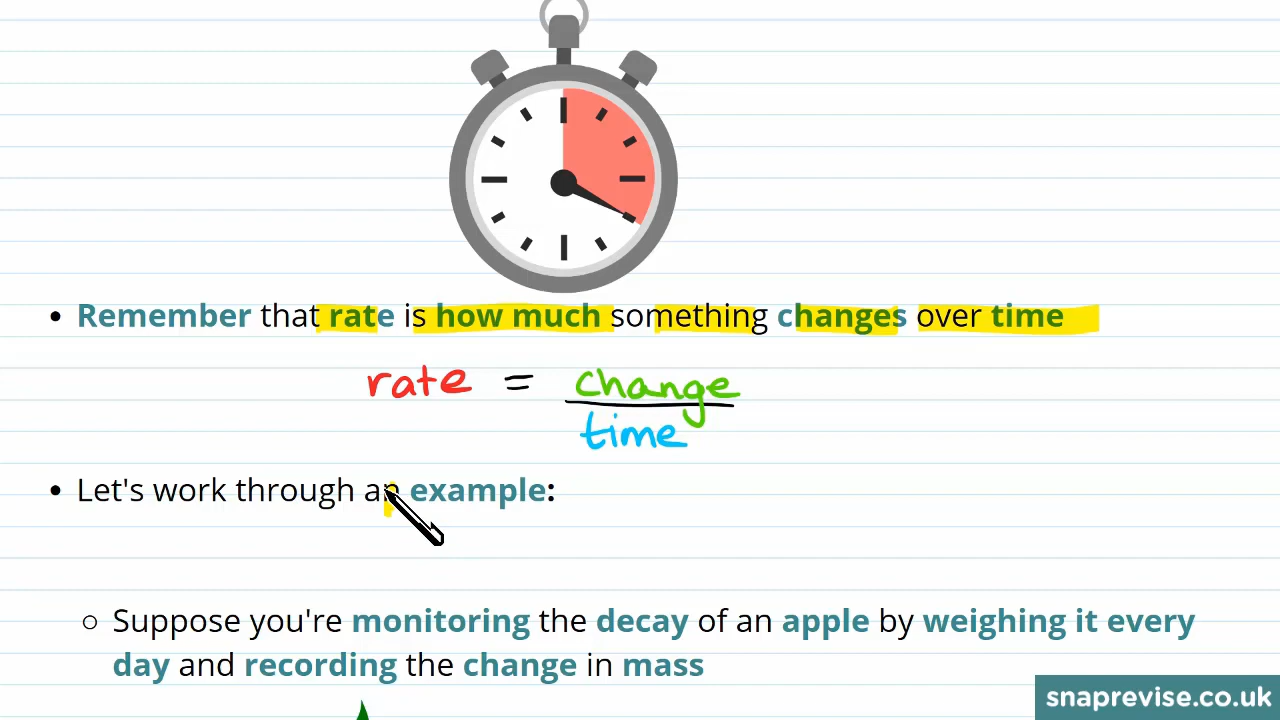 • Remember that rate is how much something changes over time
rate = change
time
• Let's work through an example:
○ Suppose you're monitoring the decay of an apple by weighing it every
day and recording the change in mass
snaprevise.co.uk